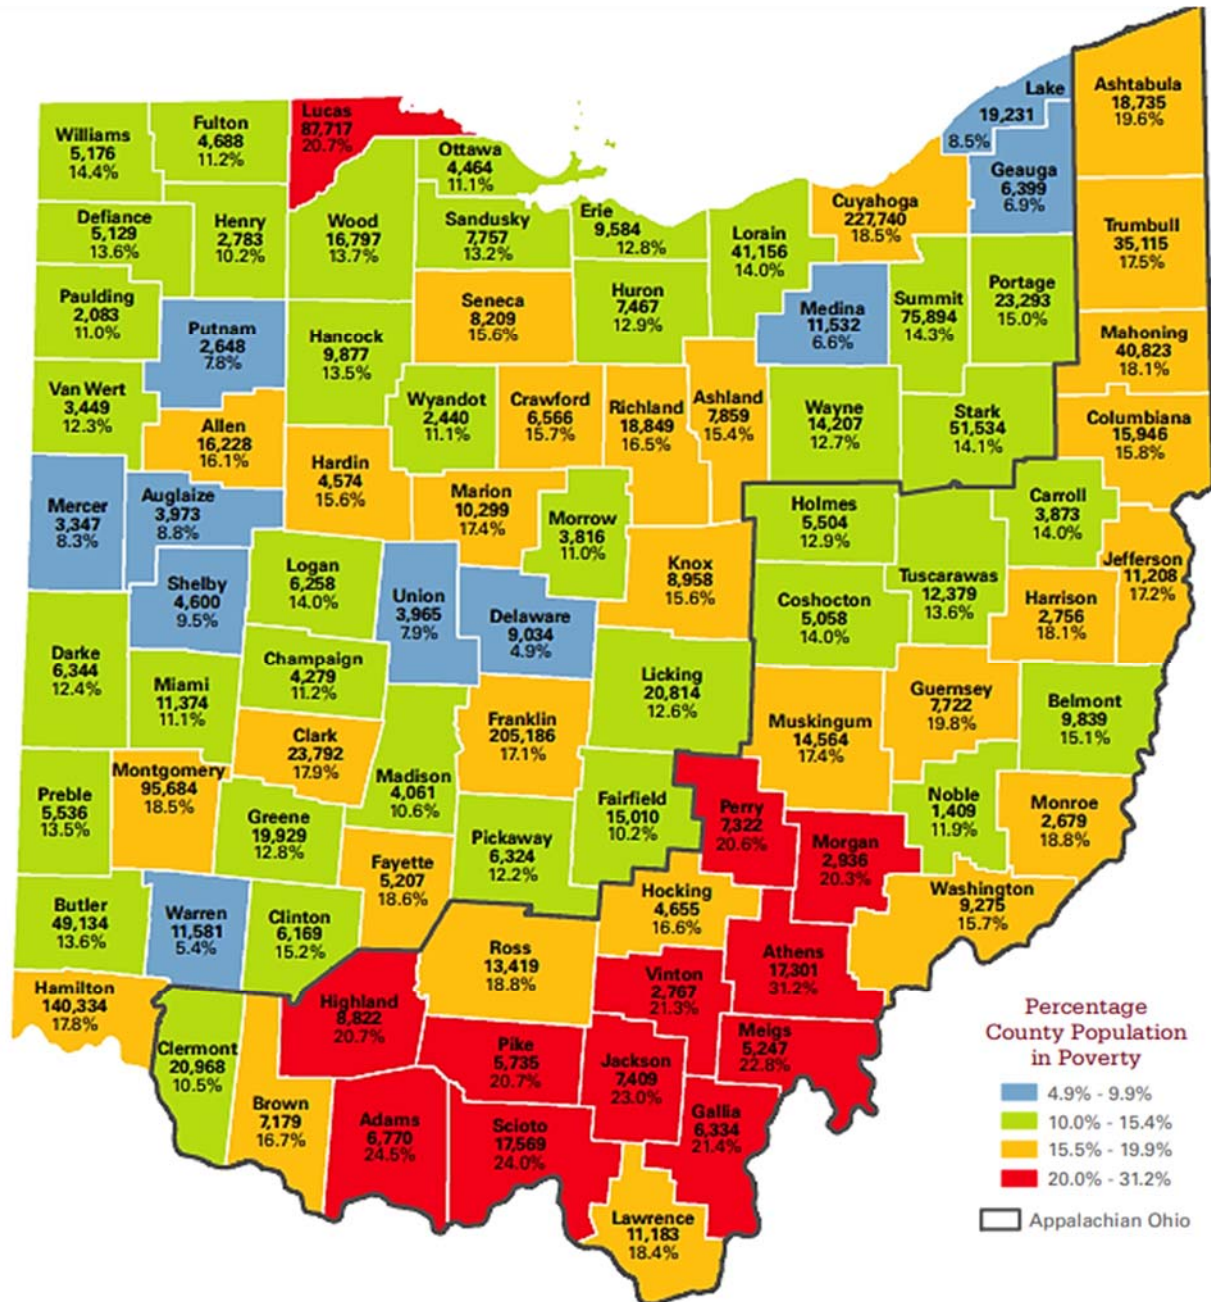 Lake
19,231
8.5%
Ashtabula
18,735
19.6%
Williams
5,176
14.4%
Fulton
4,688
11.2%
Lucas
87,717
20.7%
Ottawa
4,464
11.1%
Geauga
6,399
6.9%
Defiance
5,129
13.6%
Henry
2,783
10.2%
Wood
16,797
13.7%
Sandusky
7,757
13.2%
Erie
9,584
12.8%
Lorain
41,156
14.0%
Cuyahoga
227,740
18.5%
Trumbull
35,115
17.5%
Paulding
2,083
11.0%
Putnam
2,648
7.8%
Hancock
9,877
13.5%
Seneca
8,209
15.6%
Huron
7,467
12.9%
Medina
11,532
6.6%
Summit
75,894
14.3%
Portage
23,293
15.0%
Mahoning
40,823
18.1%
Van Wert
3,449
12.3%
Allen
16,228
16.1%
Wyandot
2,440
11.1%
Crawford
6,566
15.7%
Richland
18,849
16.5%
Ashland
7,859
15.4%
Wayne
14,207
12.7%
Stark
51,534
14.1%
Columbiana
15,946
15.8%
Mercer
3,347
8.3%
Auglaize
3,973
8.8%
Hardin
4,574
15.6%
Marion
10,299
17.4%
Morrow
3,816
11.0%
Holmes
5,504
12.9%
Carroll
3,873
14.0%
Shelby
4,600
9.5%
Logan
6,258
14.0%
Union
3,965
7.9%
Delaware
9,034
4.9%
Knox
8,958
15.6%
Coshocton
5,058
14.0%
Tuscarawas
12,379
13.6%
Harrison
2,756
18.1%
Jefferson
11,208
17.2%
Darke
6,344
12.4%
Miami
11,374
11.1%
Champaign
4,279
11.2%
Licking
20,814
12.6%
Guernsey
7,722
19.8%
Belmont
9,839
15.1%
Clark
23,792
17.9%
Franklin
205,186
17.1%
Muskingum
14,564
17.4%
Preble
5,536
13.5%
Montgomery
95,684
18.5%
Madison
4,061
10.6%
Fairfield
15,010
10.2%
Perry
7,322
20.6%
Noble
1,409
11.9%
Monroe
2,679
18.8%
Greene
19,929
12.8%
Pickaway
6,324
12.2%
Morgan
2,936
20.3%
Fayette
5,207
18.6%
Hocking
4,655
16.6%
Washington
9,275
15.7%
Butler
49,134
13.6%
Warren
11,581
5.4%
Clinton
6,169
15.2%
Ross
13,419
18.8%
Athens
17,301
31.2%
Hamilton
140,334
17.8%
Highland
8,822
20.7%
Vinton
2,767
21.3%
Clermont
20,968
10.5%
Pike
5,735
20.7%
Jackson
7,409
23.0%
Meigs
5,247
22.8%
Brown
7,179
16.7%
Adams
6,770
24.5%
Scioto
17,569
24.0%
Gallia
6,334
21.4%
Lawrence
11,183
18.4%
Percentage
County Population
in Poverty
4.9% - 9.9%
10.0% - 15.4%
15.5% - 19.9%
20.0% - 31.2%
Appalachian Ohio